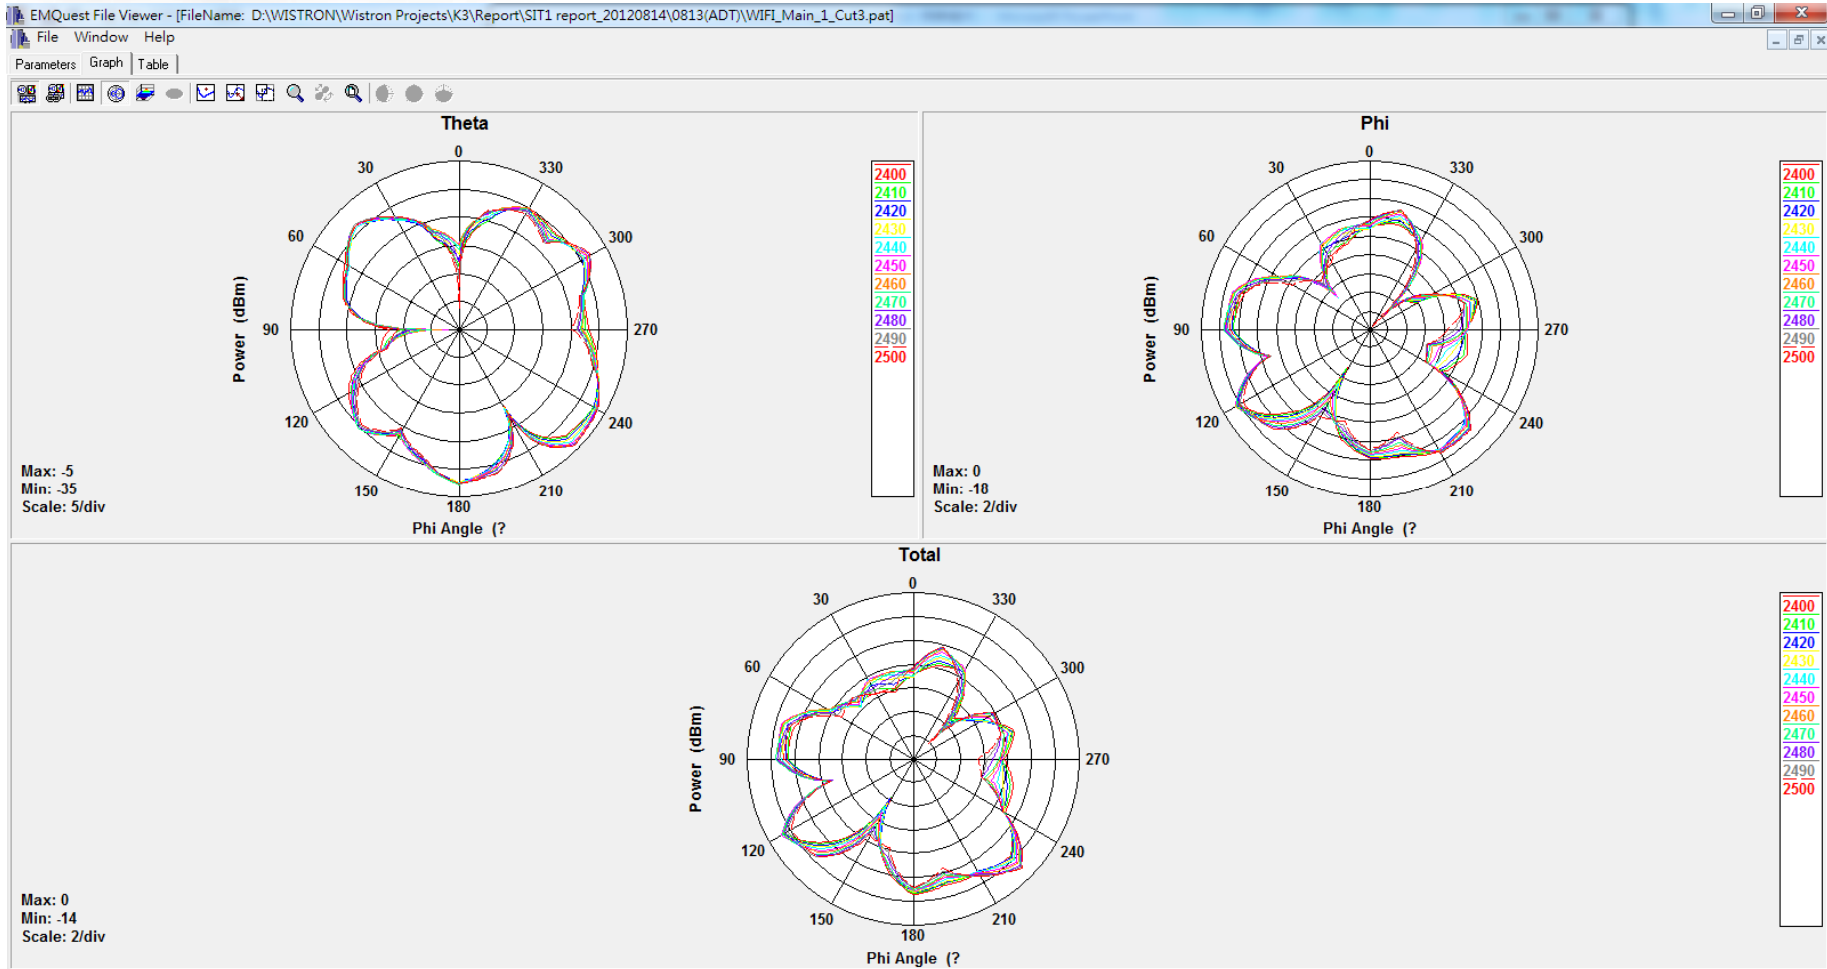 EMQuest File Viewer - [FileName: D:\WISTRON\Wistron Projects\K3\Report\SIT1 report_20120814\0813(ADT)\WIFI_Main_1_Cut3.pat]
File Window Help
Parameters Graph Table
Theta
0
30 330
60 300
90 270
120 240
150 210
180
Power (dBm)
Phi Angle (?
Max: -5
Min: -35
Scale: 5/div
2400
2410
2420
2430
2440
2450
2460
2470
2480
2490
2500
Phi
0
30 330
60 300
90 270
120 240
150 210
180
Power (dBm)
Phi Angle (?
Max: 0
Min: -18
Scale: 2/div
2400
2410
2420
2430
2440
2450
2460
2470
2480
2490
2500
Total
0
30 330
60 300
90 270
120 240
150 210
180
Power (dBm)
Phi Angle (?
Max: 0
Min: -14
Scale: 2/div
2400
2410
2420
2430
2440
2450
2460
2470
2480
2490
2500